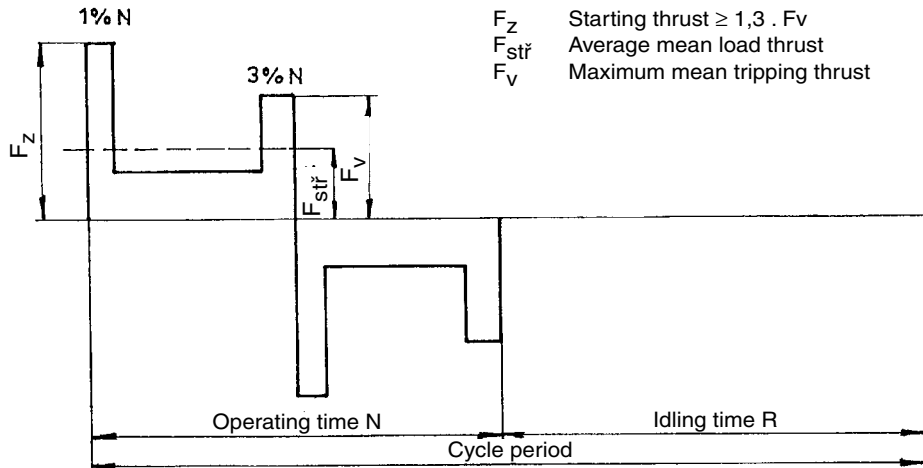 1% N
F_z Starting thrust ≥ 1,3 . Fv
F_stř Average mean load thrust
F_v Maximum mean tripping thrust
3% N
F_z
F_stř
F_v
Operating time N
Idling time R
Cycle period